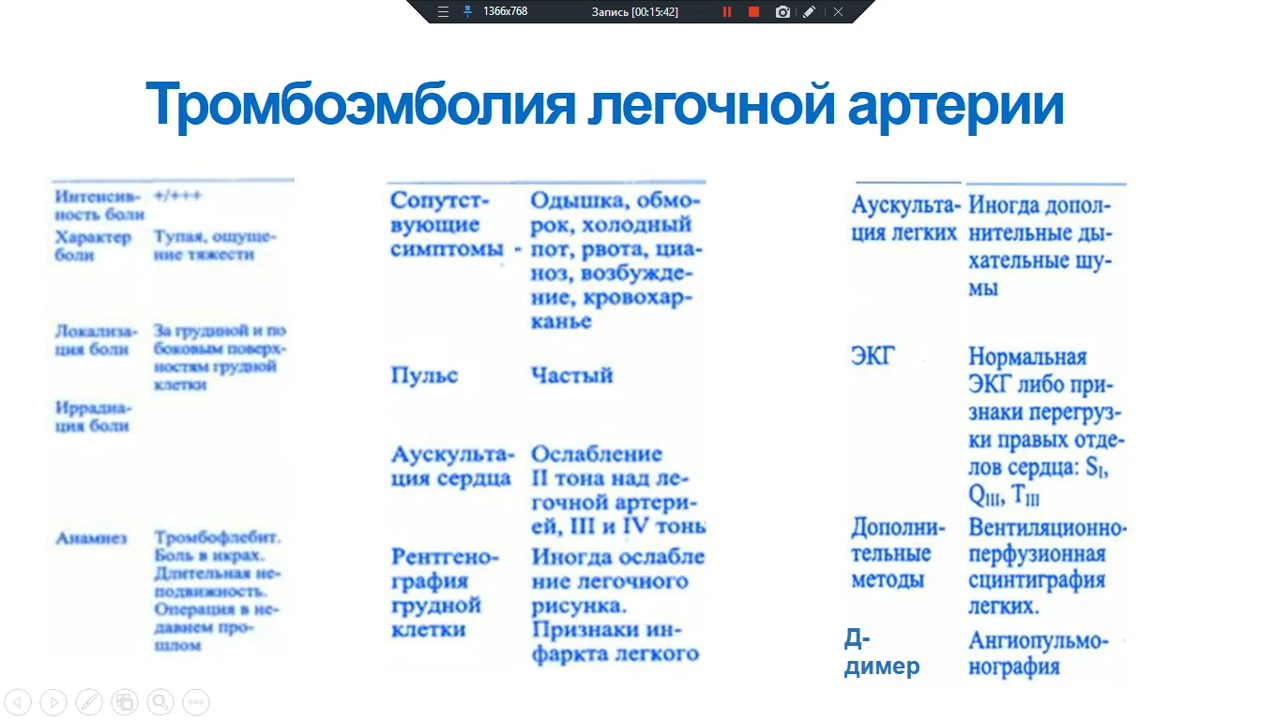 1366x768
Запись [00:15:42]
Тромбоэмболия легочной артерии
Интенсив- +/+++
ность боли
Характер Тупая, ощуще-
боли ние тяжести
Локализа- За грудиной и по
ция боли боковым поверх-
ностям грудной
клетки
Иррадиа-
ция боли
Анамнез Тромбофлебит.
Боль в икрах.
Длительная не-
подвижность.
Операция в не-
давнем про-
шлом
Сопутст- Одышка, обмо-
вующие рок, холодный
симптомы - пот, рвота, циа-
ноз, возбужде-
ние, кровохар-
канье
Пульс Частый
Аускульта- Ослабление
ция сердца II тона над ле-
гочной артери-
ей, III и IV тоны
Рентгено- Иногда ослабле
графия ние легочного
грудной рисунка.
клетки Признаки ин-
фаркта легкого
Аускульта- Иногда допол-
ция легких нительные ды-
хательные шу-
мы
ЭКГ Нормальная
ЭКГ либо при-
знаки перегруз-
ки правых отде-
лов сердца: SI,
QIII, TIII
Дополни- Вентиляционно-
тельные перфузионная
методы сцинтиграфия
легких.
Д- Ангиопульмо-
димер нография